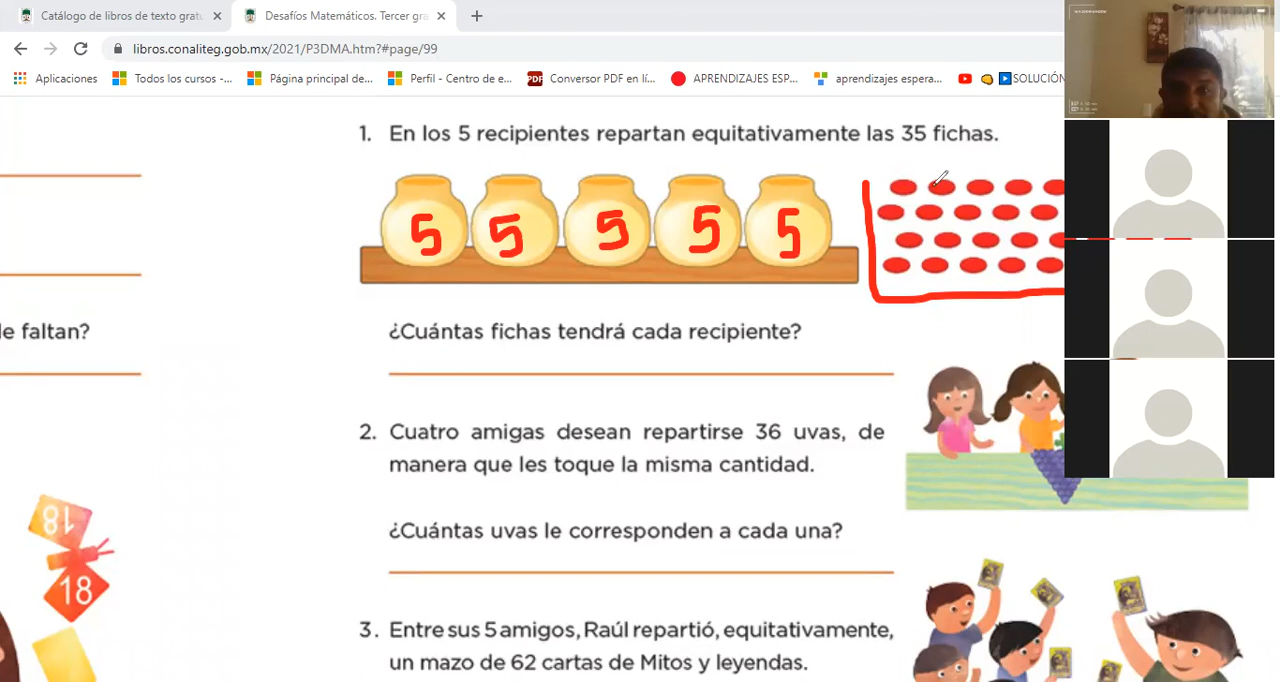 Catálogo de libros de texto gratu
Desafíos Matemáticos. Tercer gra
libros.conaliteg.gob.mx/2021/P3DMA.htm?#page/99
Aplicaciones
Todos los cursos -...
Página principal de...
Perfil - Centro de e...
PDF
Conversor PDF en lí...
APRENDIZAJES ESP...
aprendizajes espera...
SOLUCIÓN
1. En los 5 recipientes repartan equitativamente las 35 fichas.
5 5 5 5 5
¿Cuántas fichas tendrá cada recipiente?
le faltan?
2. Cuatro amigas desean repartirse 36 uvas, de
manera que les toque la misma cantidad.
¿Cuántas uvas le corresponden a cada una?
18
18
3. Entre sus 5 amigos, Raúl repartió, equitativamente,
un mazo de 62 cartas de Mitos y leyendas.